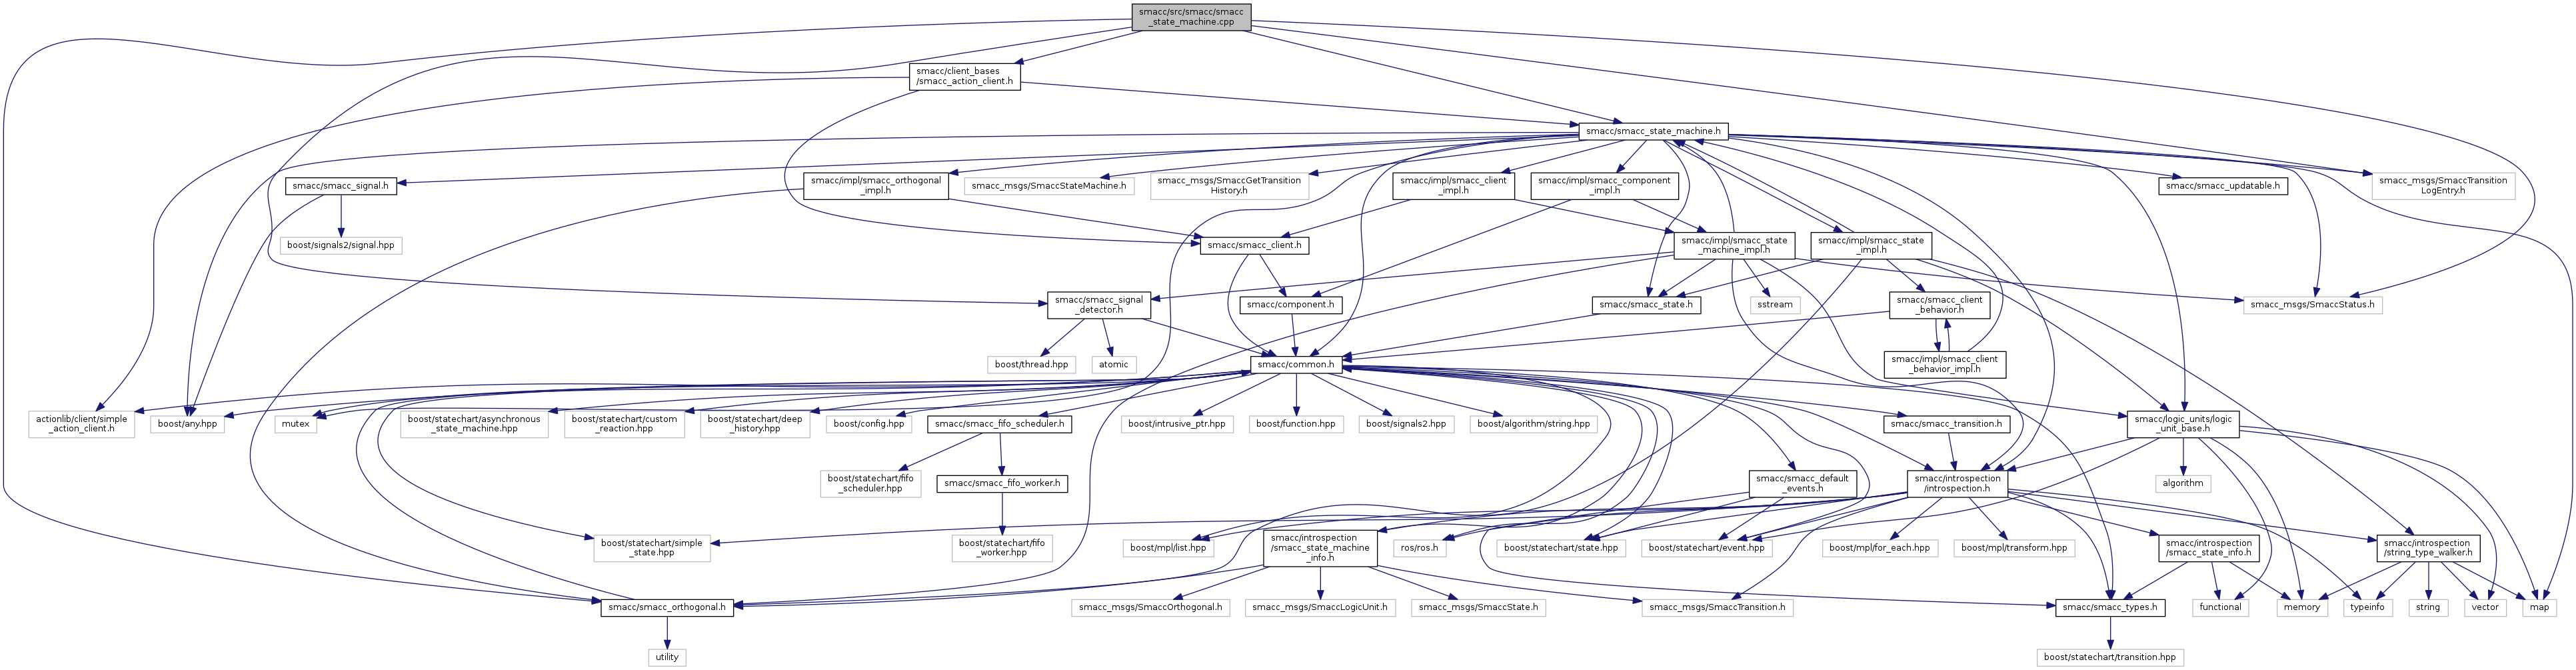 smacc/src/smacc/smacc
_state_machine.cpp
smacc/client_bases
/smacc_action_client.h
smacc/smacc_state_machine.h
smacc/smacc_signal.h
smacc/impl/smacc_orthogonal
_impl.h
smacc_msgs/SmaccStateMachine.h
smacc_msgs/SmaccGetTransition
History.h
smacc/impl/smacc_client
_impl.h
smacc/impl/smacc_component
_impl.h
smacc/smacc_updatable.h
smacc_msgs/SmaccTransition
LogEntry.h
boost/signals2/signal.hpp
smacc/smacc_client.h
smacc/impl/smacc_state
_machine_impl.h
smacc/impl/smacc_state
_impl.h
smacc/smacc_signal
_detector.h
smacc/component.h
smacc/smacc_state.h
sstream
smacc/smacc_client
_behavior.h
smacc_msgs/SmaccStatus.h
boost/thread.hpp
atomic
smacc/common.h
smacc/impl/smacc_client
_behavior_impl.h
actionlib/client/simple
_action_client.h
boost/any.hpp
mutex
boost/statechart/asynchronous
_state_machine.hpp
boost/statechart/custom
_reaction.hpp
boost/statechart/deep
_history.hpp
boost/config.hpp
smacc/smacc_fifo_scheduler.h
boost/intrusive_ptr.hpp
boost/function.hpp
boost/signals2.hpp
boost/algorithm/string.hpp
smacc/smacc_transition.h
smacc/logic_units/logic
_unit_base.h
boost/statechart/fifo
_scheduler.hpp
smacc/smacc_fifo_worker.h
smacc/smacc_default
_events.h
smacc/introspection
/introspection.h
algorithm
boost/statechart/simple
_state.hpp
boost/statechart/fifo
_worker.hpp
boost/mpl/list.hpp
smacc/introspection
/smacc_state_machine
_info.h
ros/ros.h
boost/statechart/state.hpp
boost/statechart/event.hpp
boost/mpl/for_each.hpp
boost/mpl/transform.hpp
smacc/introspection
/smacc_state_info.h
smacc/introspection
/string_type_walker.h
smacc/smacc_orthogonal.h
smacc_msgs/SmaccOrthogonal.h
smacc_msgs/SmaccLogicUnit.h
smacc_msgs/SmaccState.h
smacc_msgs/SmaccTransition.h
smacc/smacc_types.h
functional
memory
typeinfo
string
vector
map
utility
boost/statechart/transition.hpp